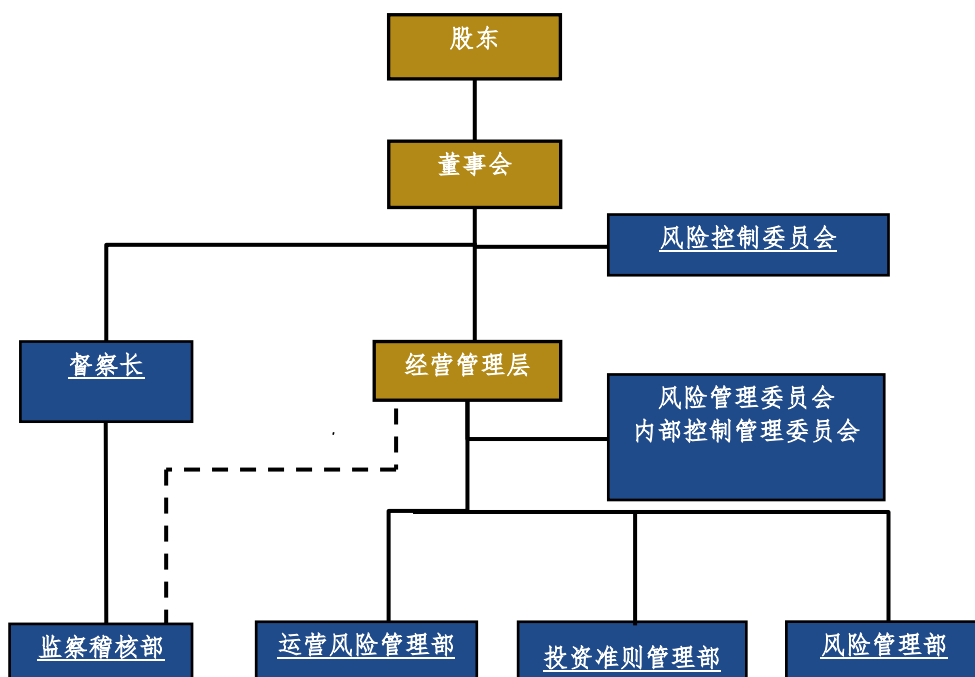 股东
董事会
风险控制委员会
督察长
经营管理层
风险管理委员会
内部控制管理委员会
监察稽核部
运营风险管理部
投资准则管理部
风险管理部